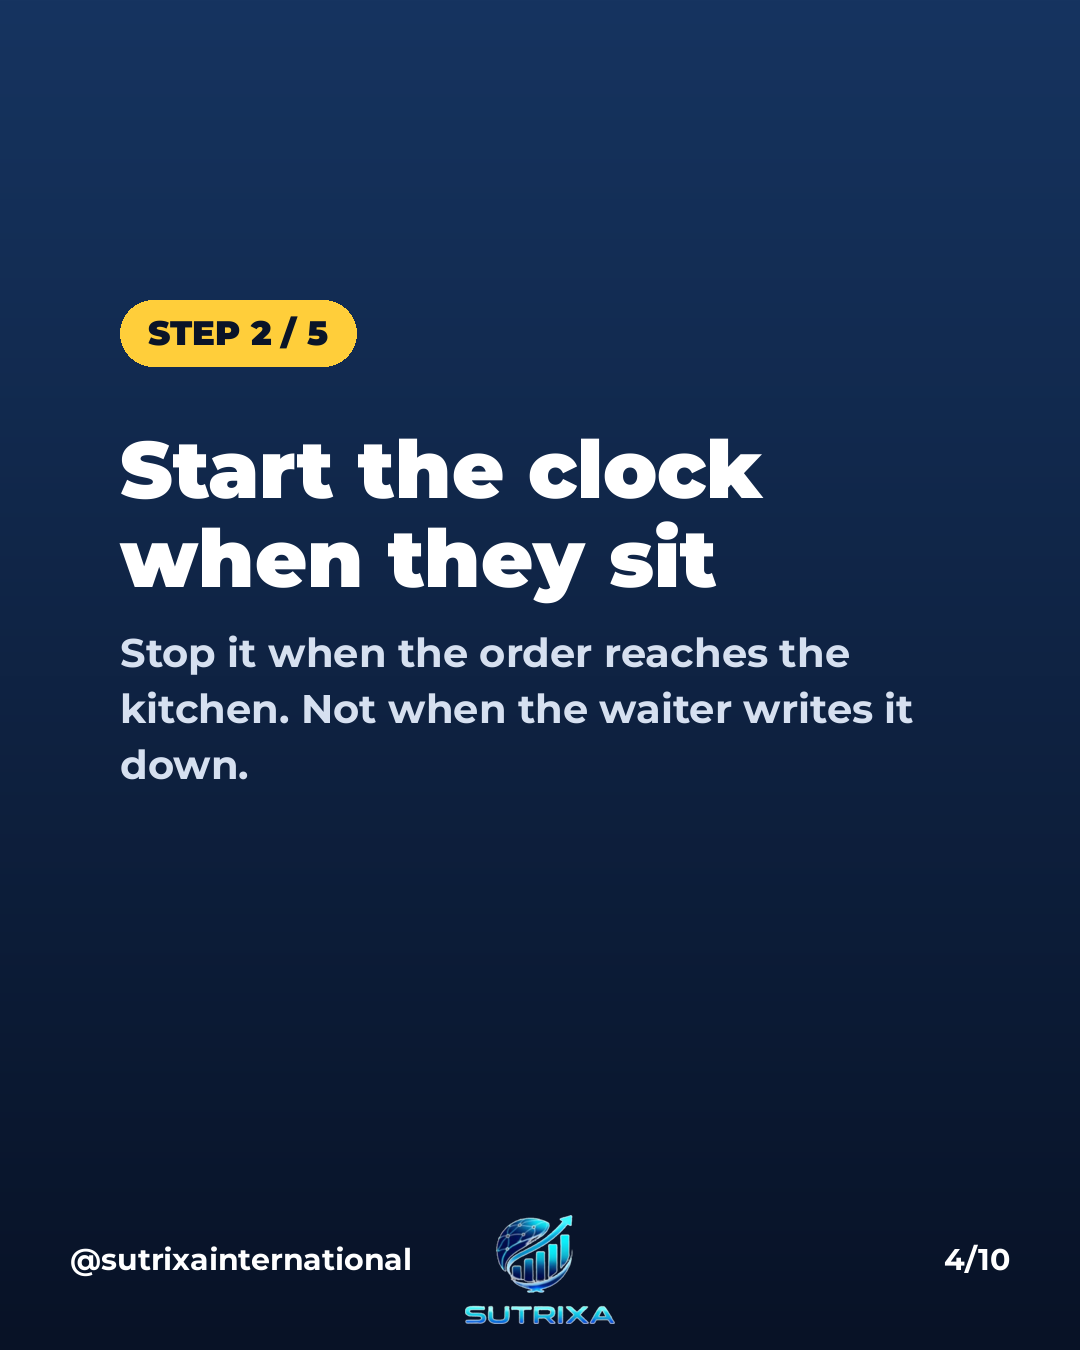 STEP 2 / 5
Start the clock
when they sit
Stop it when the order reaches the
kitchen. Not when the waiter writes it
down.
@sutrixainternational
SUTRIXA
4/10